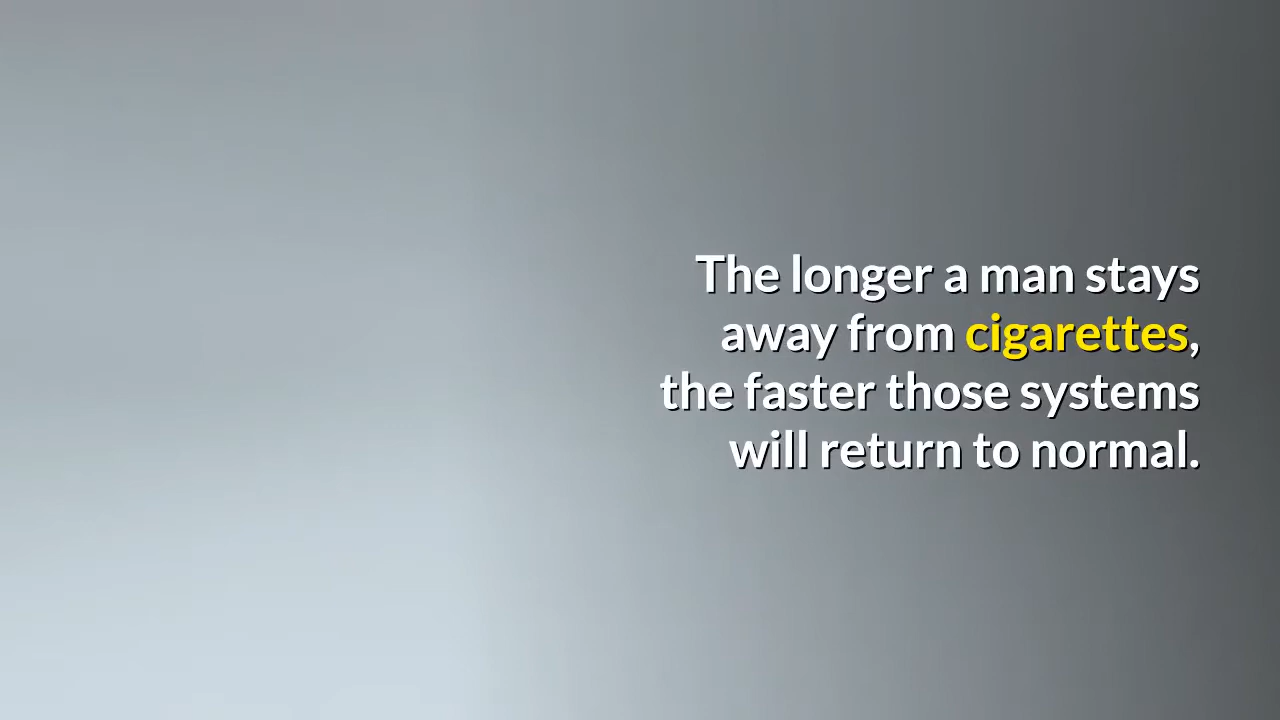 The longer a man stays
away from cigarettes,
the faster those systems
will return to normal.